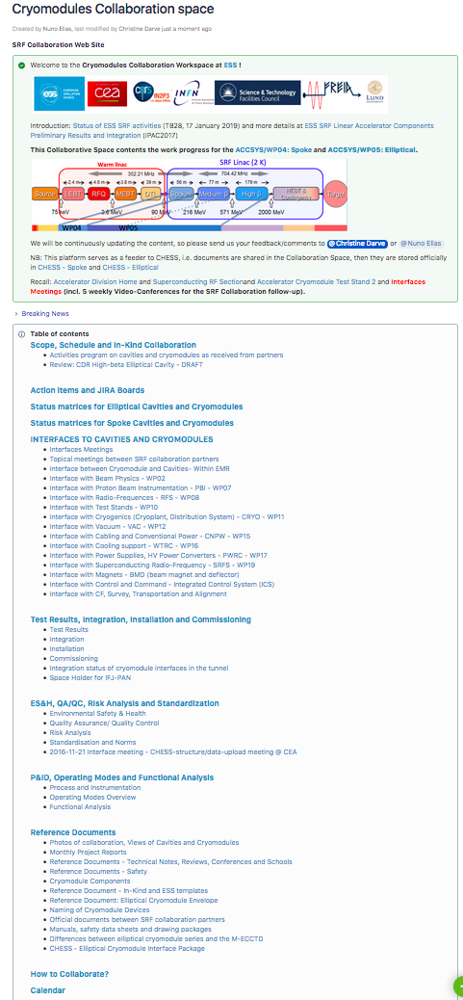 Cryomodules Collaboration space
Created by Nuno Elias, last modified by Christine Darve just a moment ago
SRF Collaboration Web Site
Welcome to the Cryomodules Collaboration Workspace at ESS !
ess EUROPEAN SPALLATION SOURCE cea cnrs IN2P3 INFN Science & Technology Facilities Council FREIA LUND UNIVERSITY
Introduction: Status of ESS SRF activities (TB28, 17 January 2019) and more details at ESS SRF Linear Accelerator Components
Preliminary Results and Integration (IPAC2017)
This Collaborative Space contents the work progress for the ACCSYS/WP04: Spoke and ACCSYS/WP05: Elliptical.
Warm linac SRF Linac (2 K)
352.21 MHz 704.42 MHz
2.4 m 4.6 m 3.8 m 39 m 56 m 77 m 179 m
Source LEBT RFQ MEBT DTL Spoke Medium β High β HEBT & Contingency Target
75 keV 3.6 MeV 90 MeV 216 MeV 571 MeV 2000 MeV
WP04 WP05
We will be continuously updating the content, so please send us your feedback/comments to @Christine Darve or @Nuno Elias
NB: This platform serves as a feeder to CHESS, i.e. documents are shared in the Collaboration Space, then they are stored officially
in CHESS - Spoke and CHESS - Elliptical
Recall: Accelerator Division Home and Superconducting RF Sectionand Accelerator Cryomodule Test Stand 2 and Interfaces
Meetings (incl. 5 weekly Video-Conferences for the SRF Collaboration follow-up).
Breaking News
Table of contents
Scope, Schedule and In-Kind Collaboration
Activities program on cavities and cryomodules as received from partners
Review: CDR High-beta Elliptical Cavity - DRAFT
Action Items and JIRA Boards
Status matrices for Elliptical Cavities and Cryomodules
Status matrices for Spoke Cavities and Cryomodules
INTERFACES TO CAVITIES AND CRYOMODULES
Interfaces Meetings
Topical meetings between SRF collaboration partners
Interface between Cryomodule and Cavities- Within EMR
Interface with Beam Physics - WP02
Interface with Proton Beam Instrumentation - PBI - WP07
Interface with Radio-Frequences - RFS - WP08
Interface with Test Stands - WP10
Interface with Cryogenics (Cryoplant, Distribution System) - CRYO - WP11
Interface with Vacuum - VAC - WP12
Interface with Cabling and Conventional Power - CNPW - WP15
Interface with Cooling support - WTRC - WP16
Interface with Power Supplies, HV Power Converters - PWRC - WP17
Interface with Superconducting Radio-Frequency - SRFS - WP19
Interface with Magnets - BMD (beam magnet and deflector)
Interface with Control and Command - Integrated Control System (ICS)
Interface with CF, Survey, Transportation and Alignment
Test Results, Integration, Installation and Commissioning
Test Results
Integration
Installation
Commissioning
Integration status of cryomodule interfaces in the tunnel
Space Holder for IFJ-PAN
ES&H, QA/QC, Risk Analysis and Standardization
Environmental Safety & Health
Quality Assurance/ Quality Control
Risk Analysis
Standardisation and Norms
2016-11-21 Interface meeting - CHESS-structure/data-upload meeting @ CEA
P&ID, Operating Modes and Functional Analysis
Process and Instrumentation
Operating Modes Overview
Functional Analysis
Reference Documents
Photos of collaboration, Views of Cavities and Cryomodules
Monthly Project Reports
Reference Documents - Technical Notes, Reviews, Conferences and Schools
Reference Documents - Safety
Cryomodule Components
Reference Document - In-Kind and ESS templates
Reference Document: Elliptical Cryomodule Envelope
Naming of Cryomodule Devices
Official documents between SRF collaboration partners
Manuals, safety data sheets and drawing packages
Differences between elliptical cryomodule series and the M-ECCTD
CHESS - Elliptical Cryomodule Interface Package
How to Collaborate?
Calendar